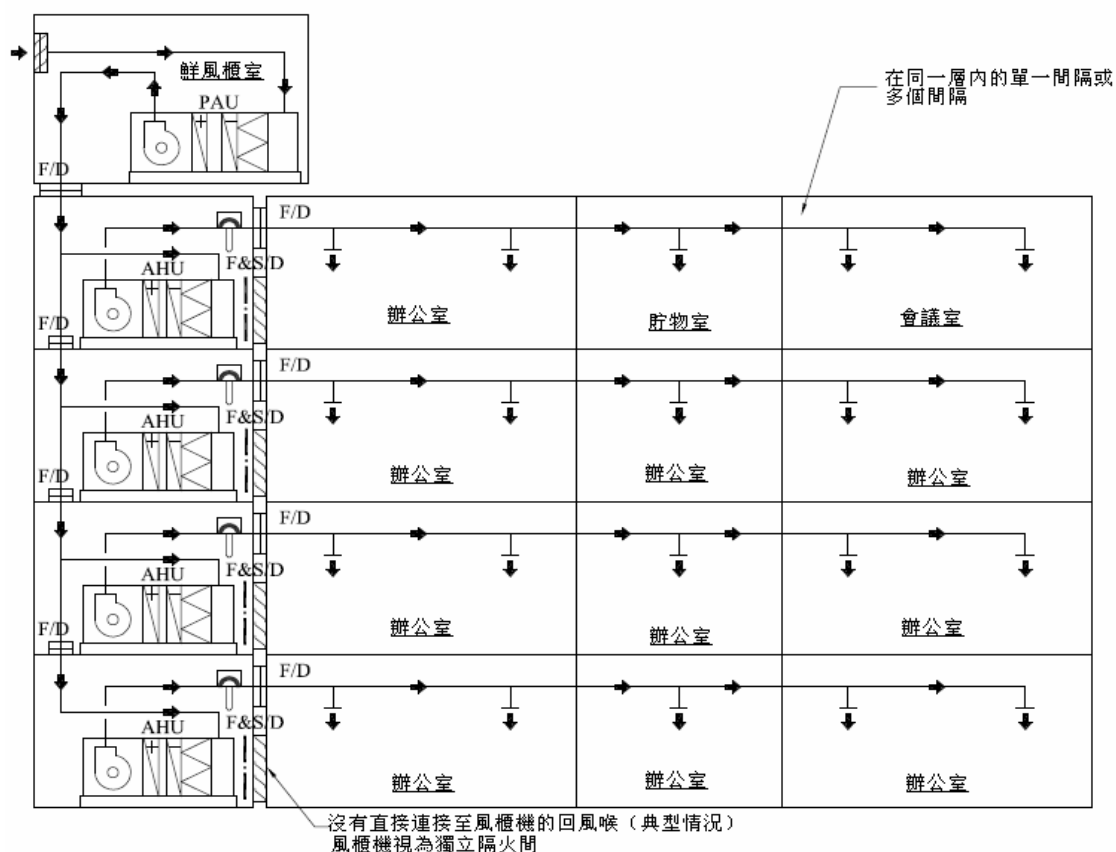 鮮風櫃室
PAU
在同一層內的單一間隔或
多個間隔
F/D
F/D
AHU
F&S/D
F/D
辦公室
貯物室
會議室
F/D
AHU
F&S/D
F/D
辦公室
辦公室
辦公室
F/D
AHU
F&S/D
F/D
辦公室
辦公室
辦公室
F/D
AHU
F&S/D
辦公室
辦公室
辦公室
沒有直接連接至風櫃機的回風喉（典型情況）
風櫃機視為獨立隔火間